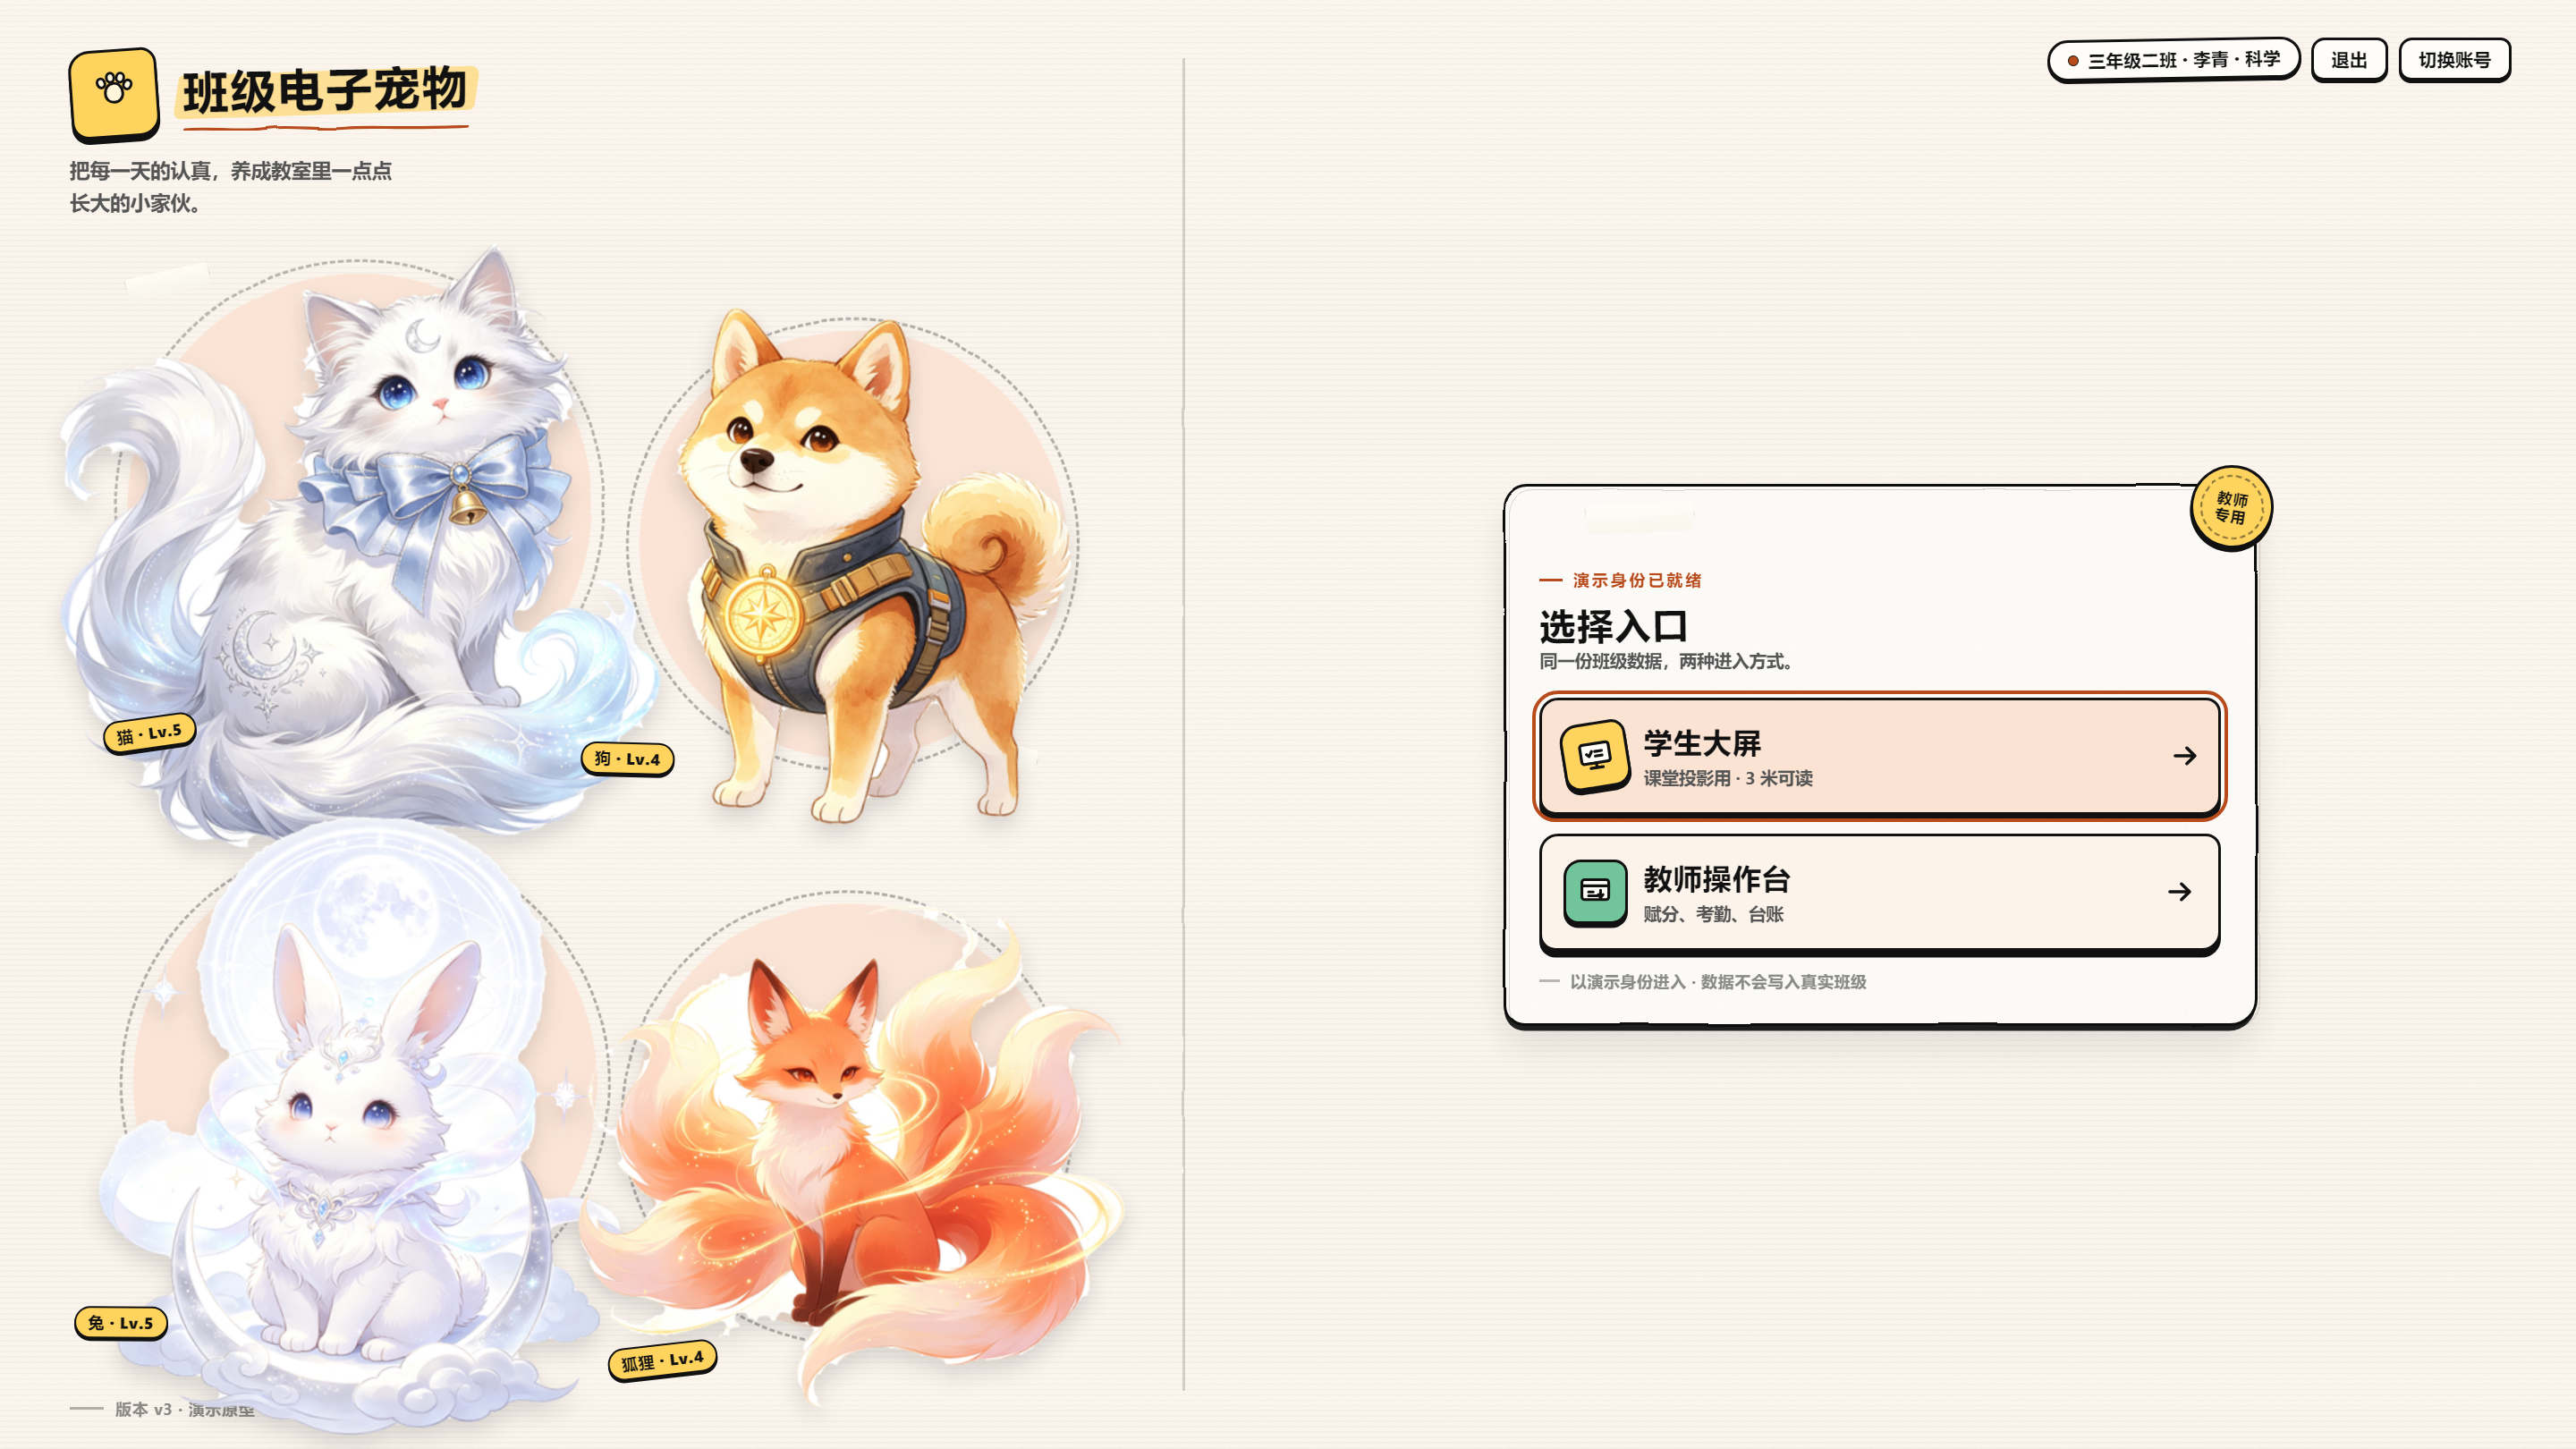 班级电子宠物
把每一天的认真，养成教室里一点点
长大的小家伙。
猫 · Lv.5
狗 · Lv.4
兔 · Lv.5
狐狸 · Lv.4
版本 v3 · 演示原型
三年级二班 · 李青 · 科学
退出
切换账号
教师
专用
演示身份已就绪
选择入口
同一份班级数据，两种进入方式。
学生大屏
课堂投影用 · 3 米可读
教师操作台
赋分、考勤、台账
以演示身份进入 · 数据不会写入真实班级